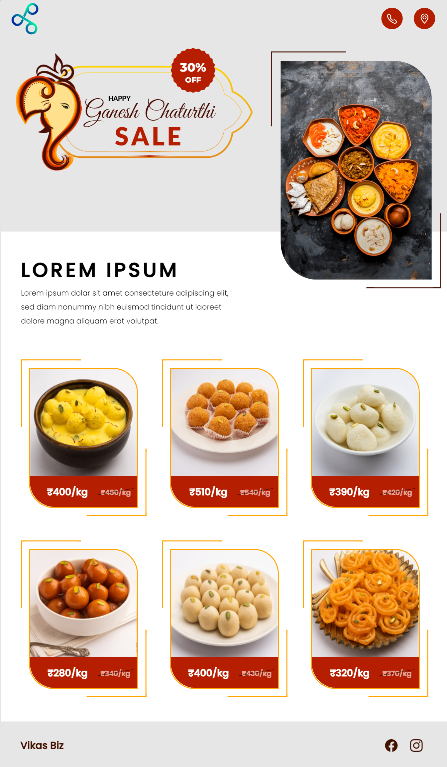 30%
OFF
HAPPY
Ganesh Chaturthi
SALE
LOREM IPSUM
Lorem ipsum dolor sit amet consecteture adipiscing elit,
sed diam nonummy nibh euismod tincidunt ut laoreet
dolore magna aliquam erat volutpat.
₹400/kg ₹450/kg
₹510/kg ₹540/kg
₹390/kg ₹420/kg
₹280/kg ₹340/kg
₹400/kg ₹430/kg
₹320/kg ₹370/kg
Vikas Biz